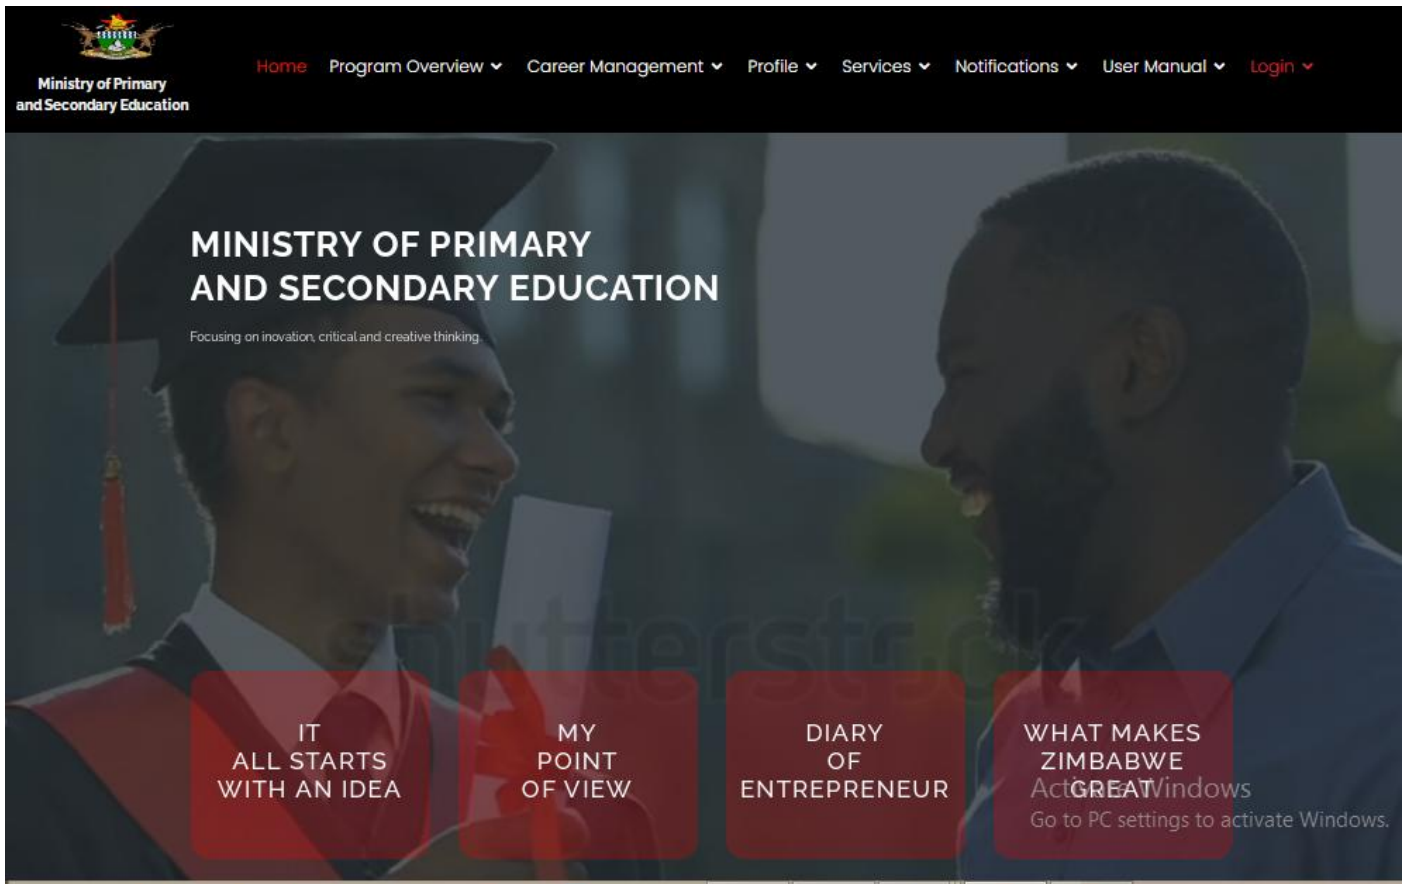 Ministry of Primary
and Secondary Education
Home Program Overview Career Management Profile Services Notifications User Manual Login
MINISTRY OF PRIMARY
AND SECONDARY EDUCATION
Focusing on inovation, critical and creative thinking.
shutterstock
IT
ALL STARTS
WITH AN IDEA
MY
POINT
OF VIEW
DIARY
OF
ENTREPRENEUR
WHAT MAKES
ZIMBABWE
GREAT
Activate Windows
Go to PC settings to activate Windows.